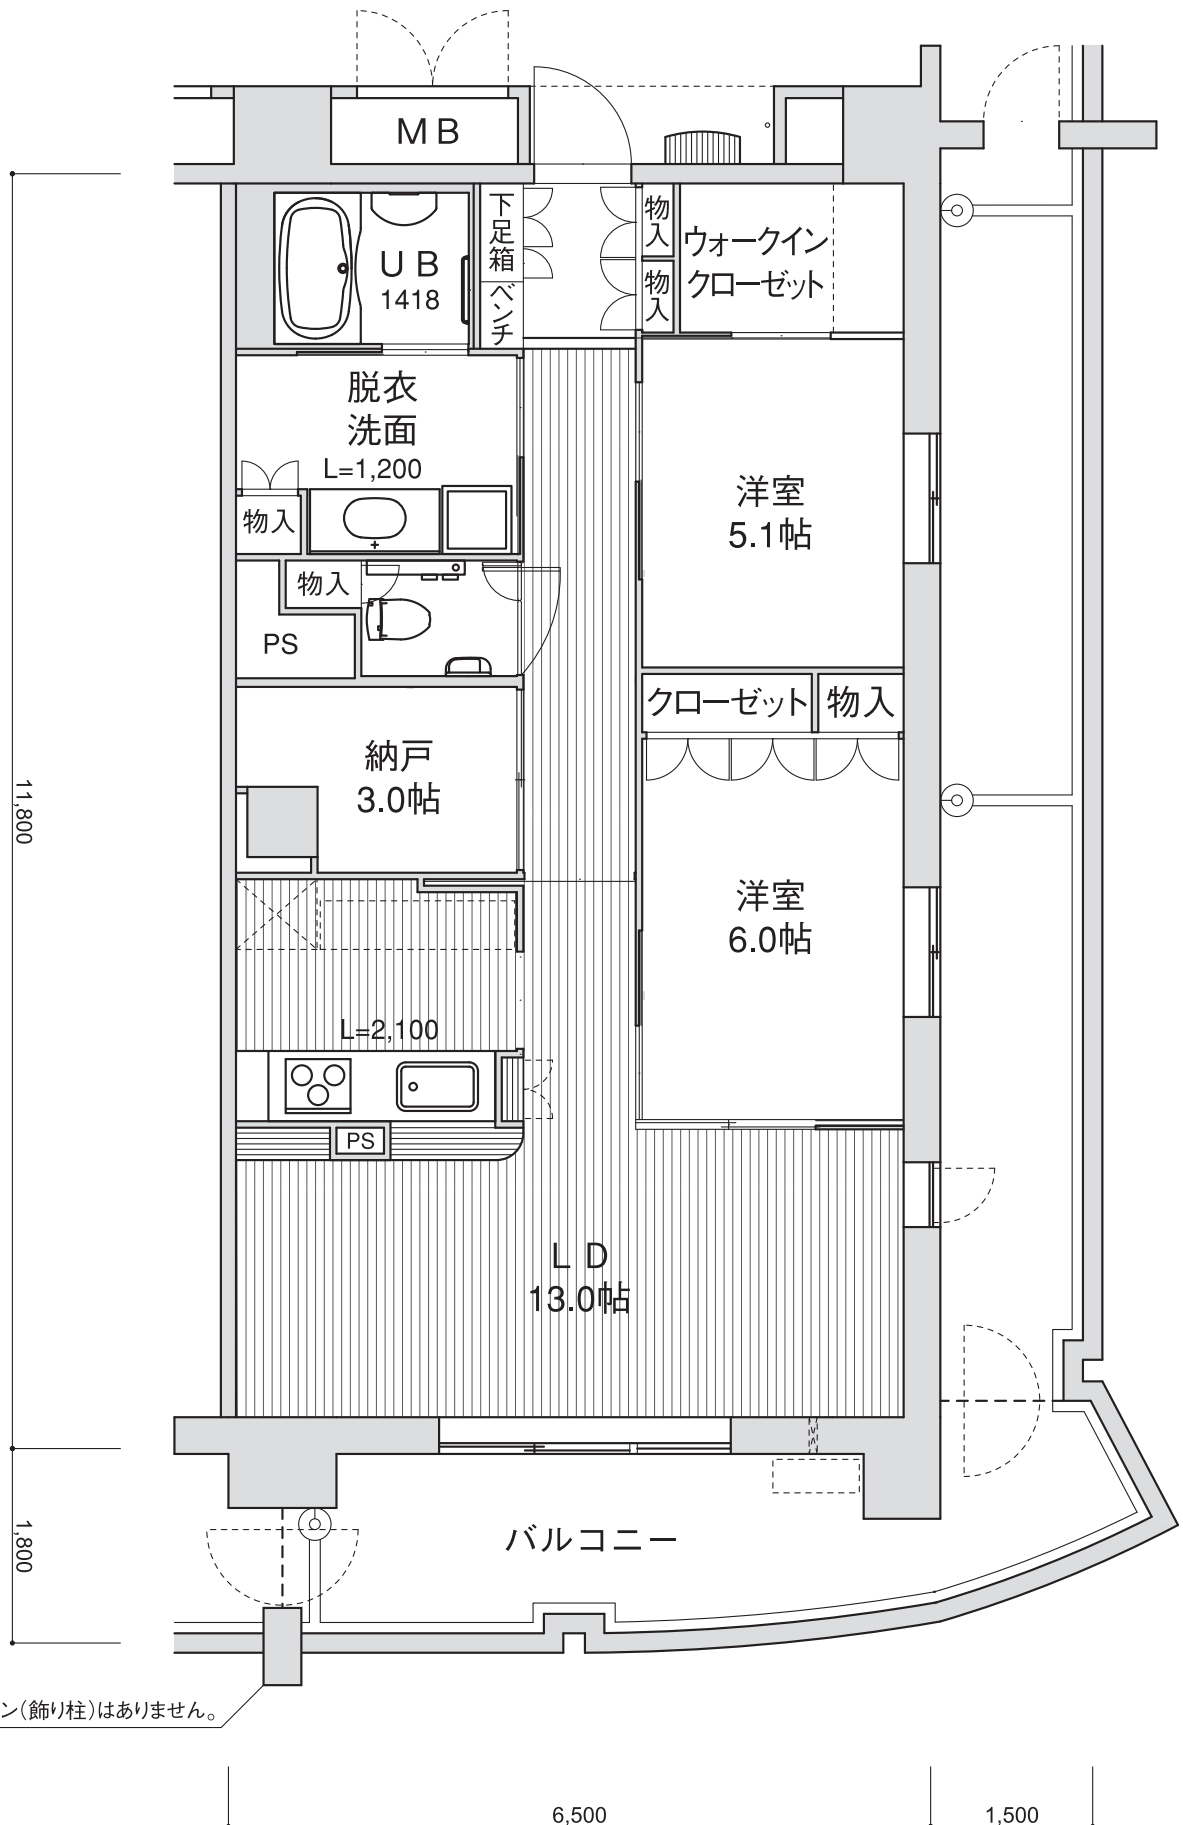 MB
下足箱
ベンチ
物入
物入
ウォークイン
クローゼット
UB
1418
脱衣
洗面
L=1,200
物入
物入
PS
洋室
5.1帖
クローゼット
物入
納戸
3.0帖
洋室
6.0帖
L=2,100
PS
LD
13.0帖
バルコニー
11,800
1,800
ン(飾り柱)はありません。
6,500
1,500